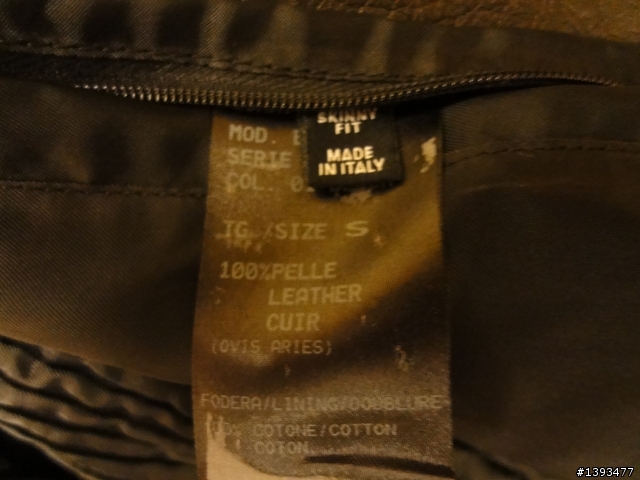 SKINNY
FIT
MADE
IN ITALY
MOD.
SERIE
COL. 0
TG./SIZE S
100%PELLE
LEATHER
CUIR
(OVIS ARIES)
FODERA/LINING/DOUBLURE
COTONE/COTTON
COTON
#1393477